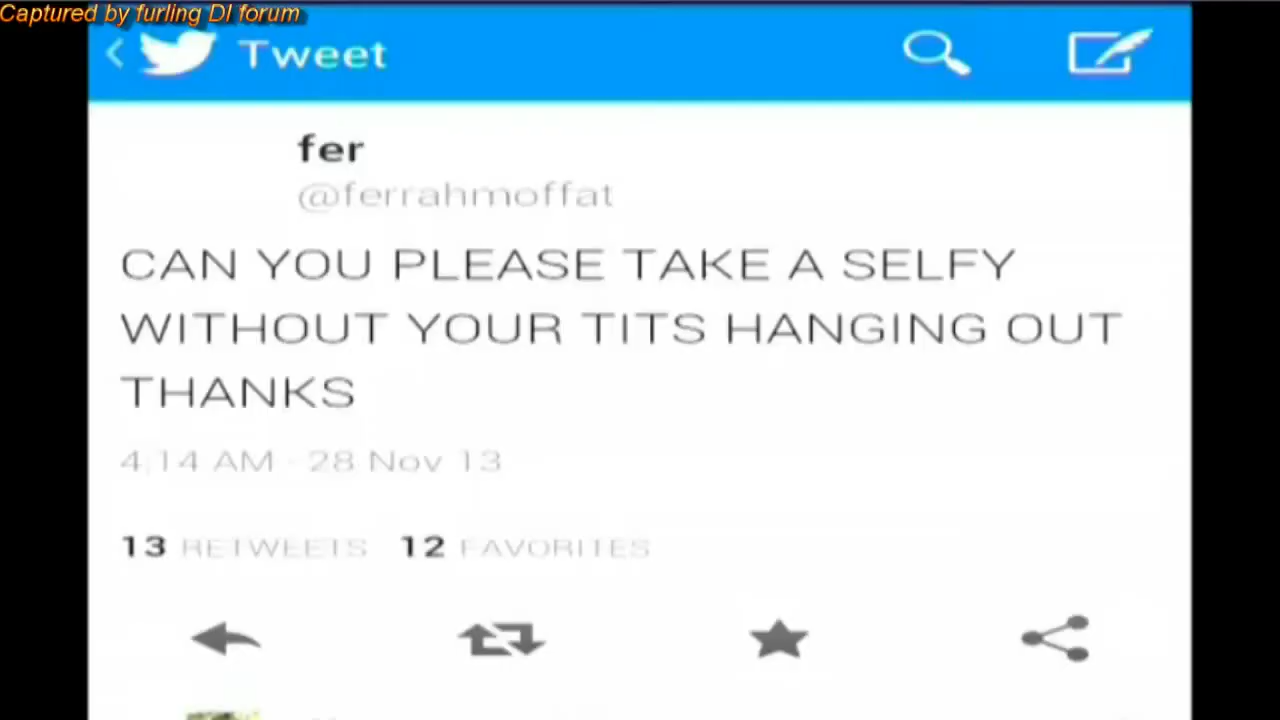 Captured by furling DI forum
Tweet
fer
@ferrahmoffat
CAN YOU PLEASE TAKE A SELFY
WITHOUT YOUR TITS HANGING OUT
THANKS
4:14 AM · 28 Nov 13
13 RETWEETS 12 FAVORITES